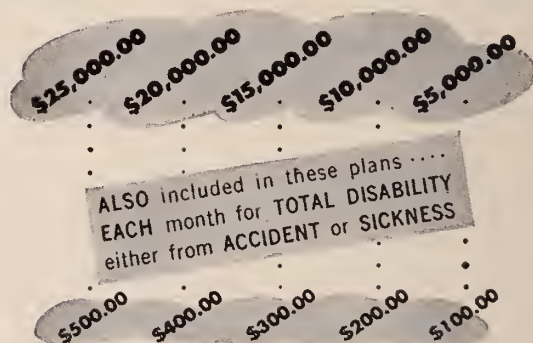 $25,000.00 $20,000.00 $15,000.00 $10,000.00 $5,000.00
ALSO included in these plans ....
EACH month for TOTAL DISABILITY
either from ACCIDENT or SICKNESS
$500.00 $400.00 $300.00 $200.00 $100.00